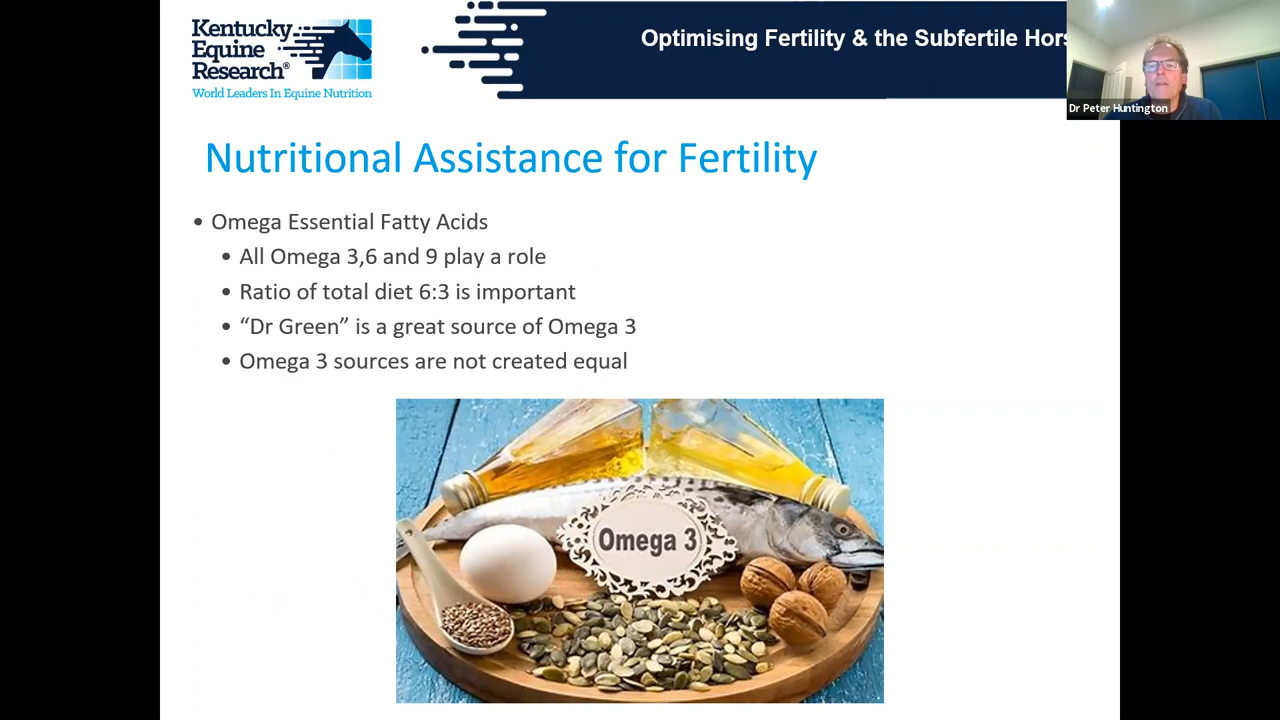 Kentucky
Equine
Research®
World Leaders In Equine Nutrition
Optimising Fertility & the Subfertile Hors
Dr Peter Huntington
Nutritional Assistance for Fertility
• Omega Essential Fatty Acids
• All Omega 3,6 and 9 play a role
• Ratio of total diet 6:3 is important
• “Dr Green” is a great source of Omega 3
• Omega 3 sources are not created equal
Omega 3